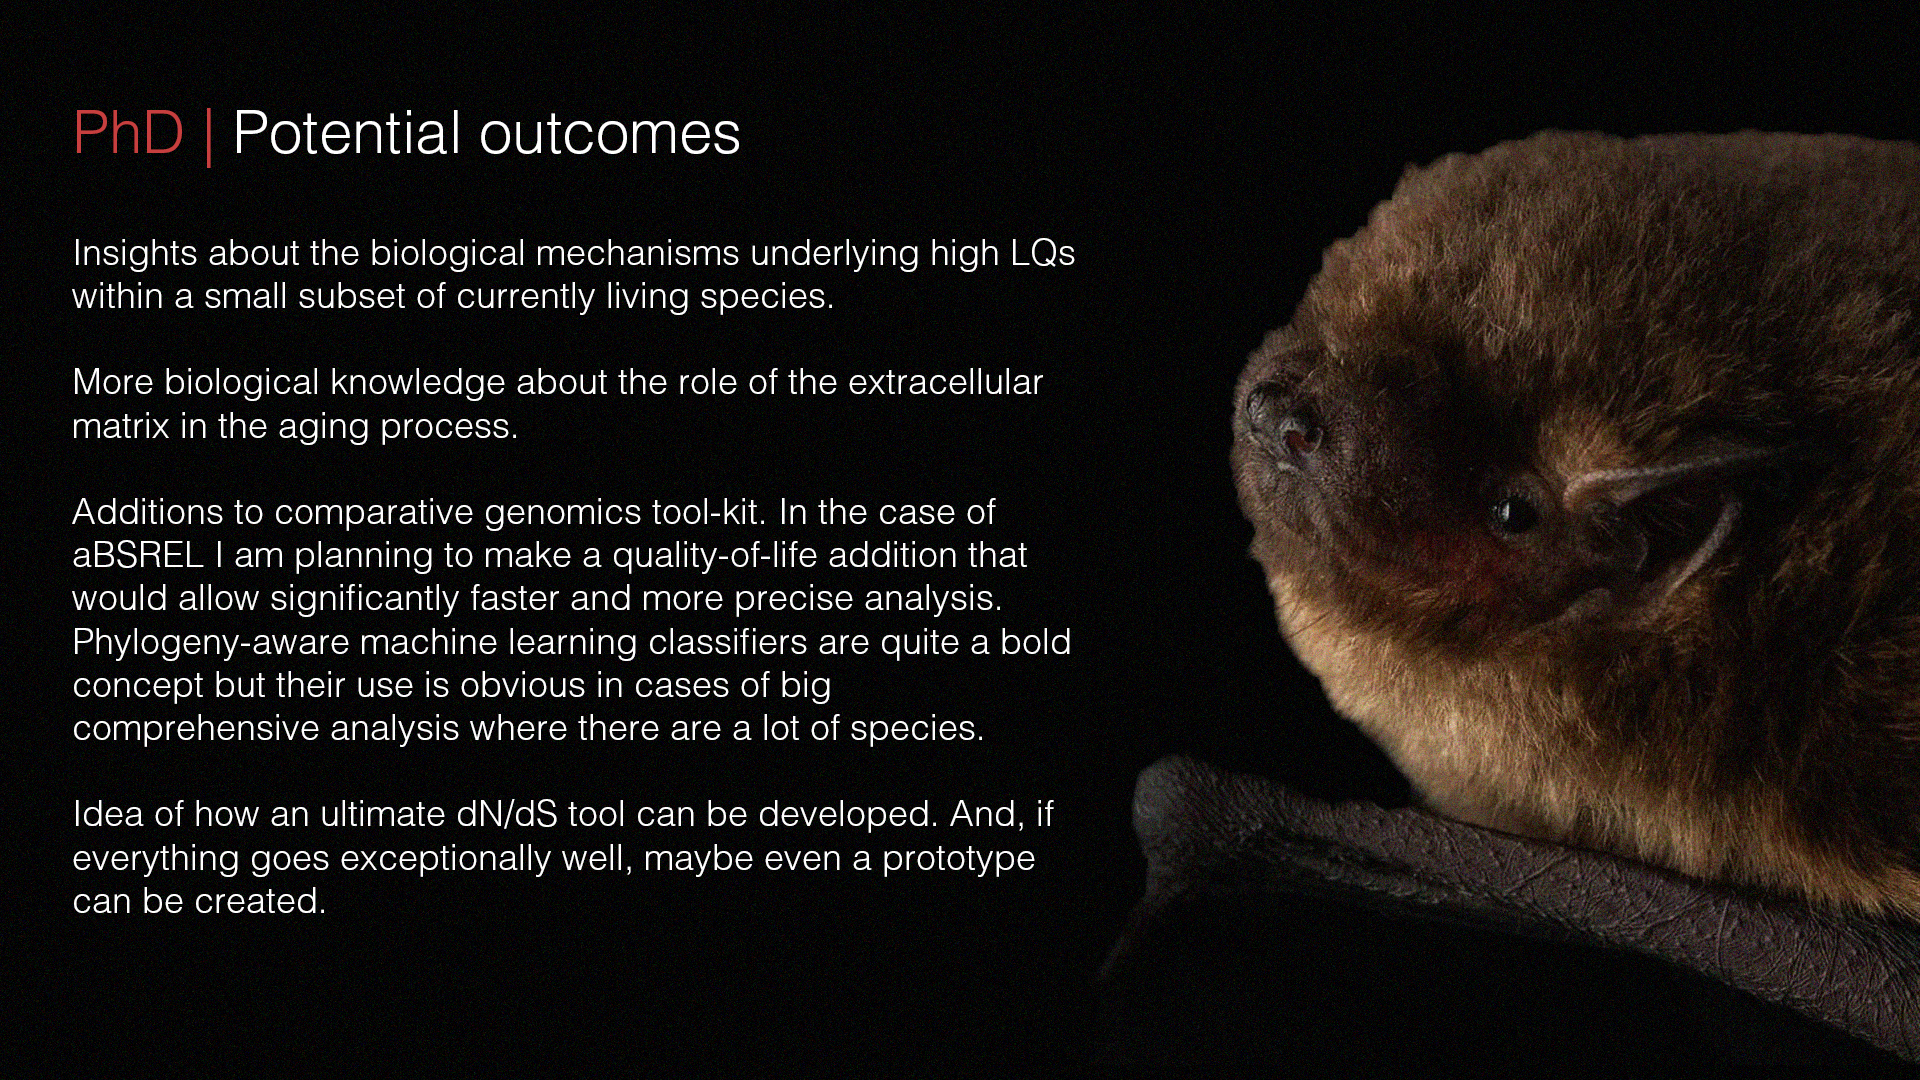 PhD | Potential outcomes
Insights about the biological mechanisms underlying high LQs
within a small subset of currently living species.
More biological knowledge about the role of the extracellular
matrix in the aging process.
Additions to comparative genomics tool-kit. In the case of
aBSREL I am planning to make a quality-of-life addition that
would allow significantly faster and more precise analysis.
Phylogeny-aware machine learning classifiers are quite a bold
concept but their use is obvious in cases of big
comprehensive analysis where there are a lot of species.
Idea of how an ultimate dN/dS tool can be developed. And, if
everything goes exceptionally well, maybe even a prototype
can be created.